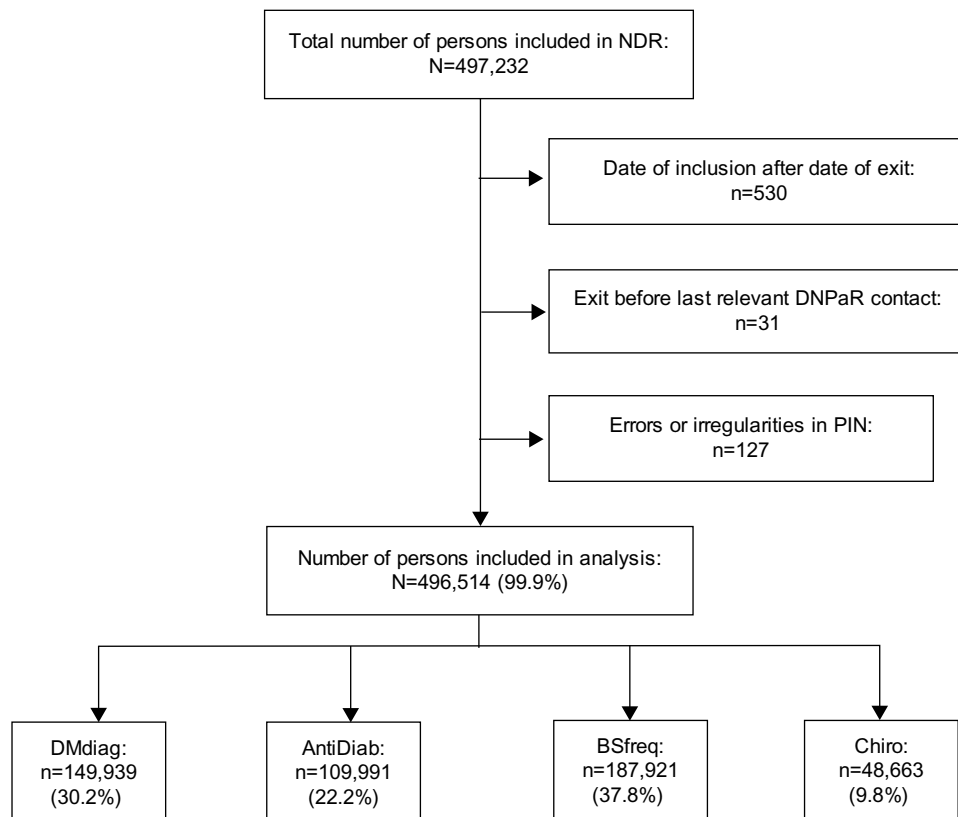 Total number of persons included in NDR:
N=497,232
Date of inclusion after date of exit:
n=530
Exit before last relevant DNPaR contact:
n=31
Errors or irregularities in PIN:
n=127
Number of persons included in analysis:
N=496,514 (99.9%)
DMdiag:
n=149,939
(30.2%)
AntiDiab:
n=109,991
(22.2%)
BSfreq:
n=187,921
(37.8%)
Chiro:
n=48,663
(9.8%)